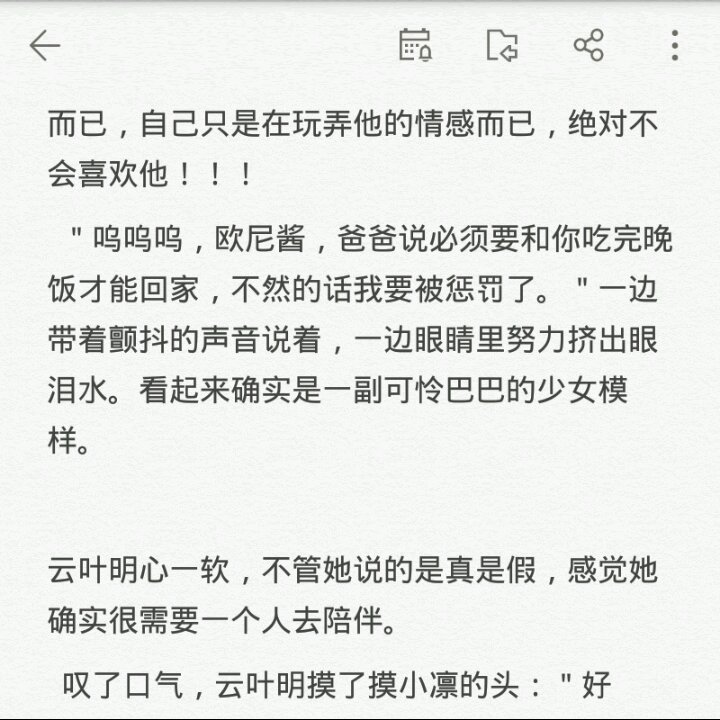 而已，自己只是在玩弄他的情感而已，绝对不
会喜欢他！！！
"呜呜呜，欧尼酱，爸爸说必须要和你吃完晚
饭才能回家，不然的话我要被惩罚了。"一边
带着颤抖的声音说着，一边眼睛里努力挤出眼
泪水。看起来确实是一副可怜巴巴的少女模
样。
云叶明心一软，不管她说的是真是假，感觉她
确实很需要一个人去陪伴。
叹了口气，云叶明摸了摸小凛的头："好